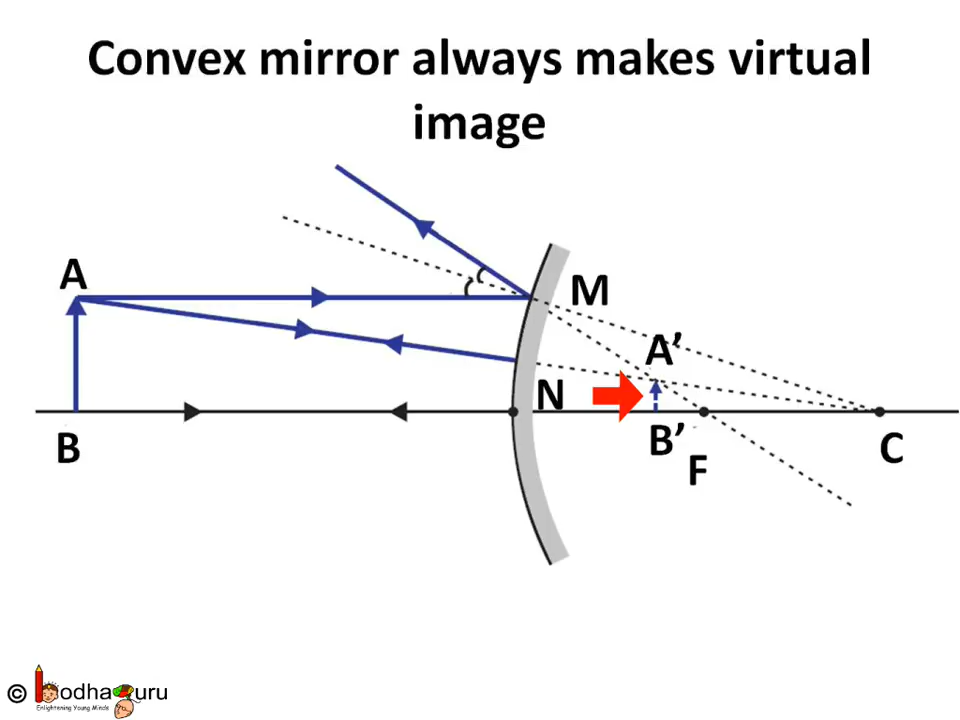 Convex mirror always makes virtual
image
A
M
A’
N
B
B’
F
C
© BodhaGuru
Enlightening Young Minds